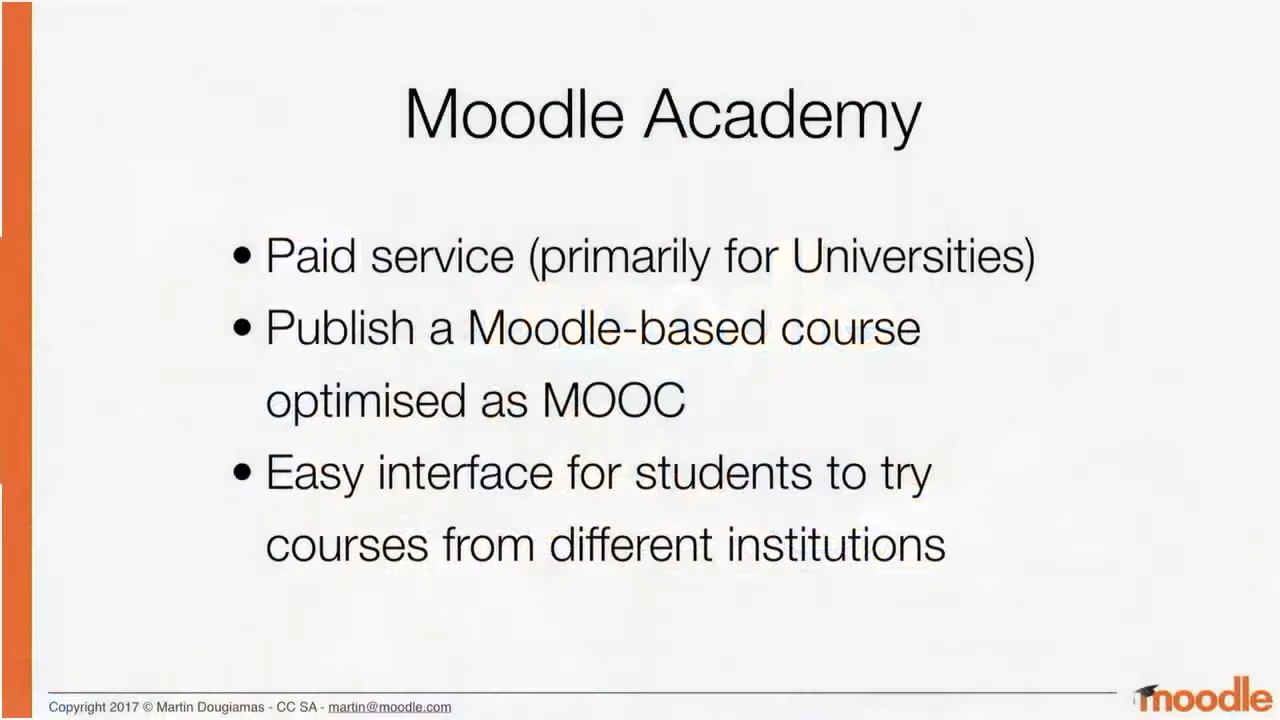 Moodle Academy
• Paid service (primarily for Universities)
• Publish a Moodle-based course
optimised as MOOC
• Easy interface for students to try
courses from different institutions
Copyright 2017 © Martin Dougiamas - CC SA - martin@moodle.com
moodle